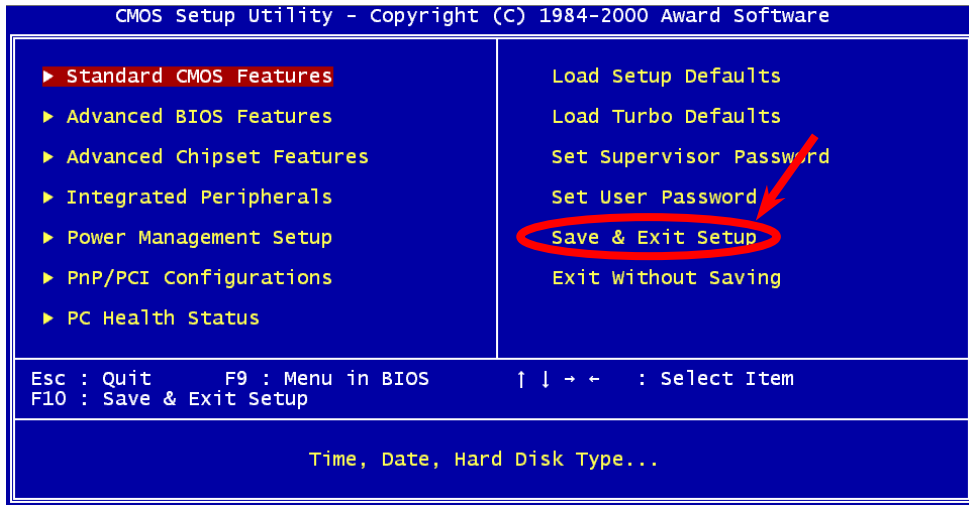 CMOS Setup Utility - Copyright (C) 1984-2000 Award Software
▶ Standard CMOS Features
▶ Advanced BIOS Features
▶ Advanced Chipset Features
▶ Integrated Peripherals
▶ Power Management Setup
▶ PnP/PCI Configurations
▶ PC Health Status
Load Setup Defaults
Load Turbo Defaults
Set Supervisor Password
Set User Password
Save & Exit Setup
Exit Without Saving
Esc : Quit F9 : Menu in BIOS ↑ ↓ → ← : Select Item
F10 : Save & Exit Setup
Time, Date, Hard Disk Type...